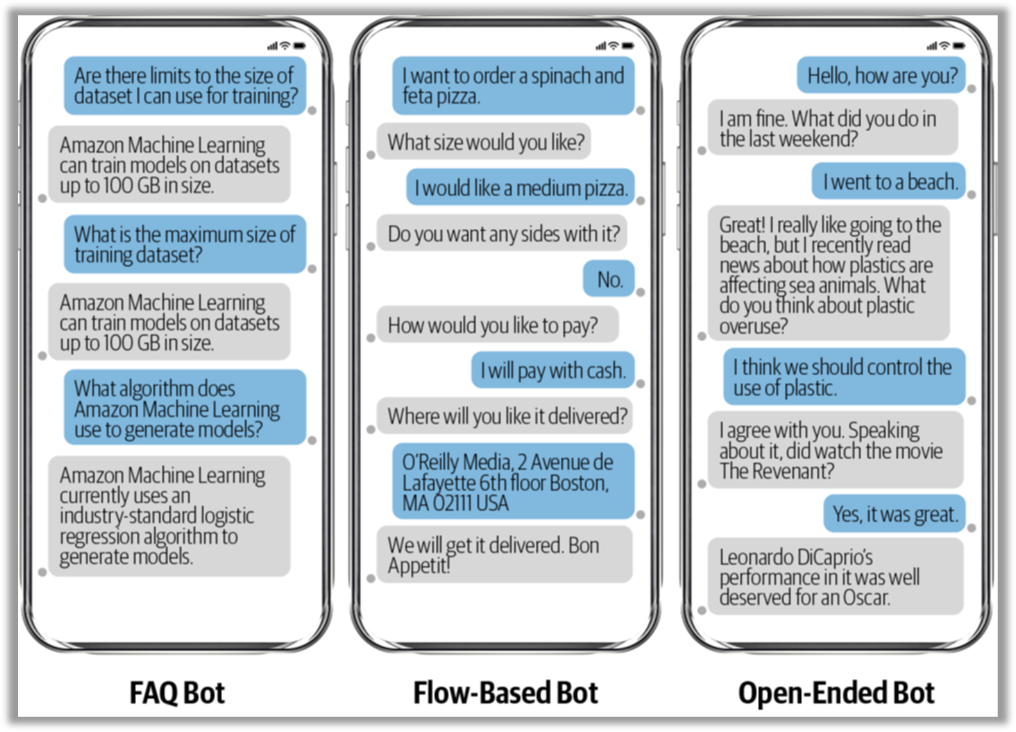 Are there limits to the size of
dataset I can use for training?
Amazon Machine Learning
can train models on datasets
up to 100 GB in size.
What is the maximum size of
training dataset?
Amazon Machine Learning
can train models on datasets
up to 100 GB in size.
What algorithm does
Amazon Machine Learning
use to generate models?
Amazon Machine Learning
currently uses an
industry-standard logistic
regression algorithm to
generate models.
FAQ Bot
I want to order a spinach and
feta pizza.
What size would you like?
I would like a medium pizza.
Do you want any sides with it?
No.
How would you like to pay?
I will pay with cash.
Where will you like it delivered?
O'Reilly Media, 2 Avenue de
Lafayette 6th floor Boston,
MA 02111 USA
We will get it delivered. Bon
Appetit!
Flow-Based Bot
Hello, how are you?
I am fine. What did you do in
the last weekend?
I went to a beach.
Great! I really like going to the
beach, but I recently read
news about how plastics are
affecting sea animals. What
do you think about plastic
overuse?
I think we should control the
use of plastic.
I agree with you. Speaking
about it, did watch the movie
The Revenant?
Yes, it was great.
Leonardo DiCaprio's
performance in it was well
deserved for an Oscar.
Open-Ended Bot